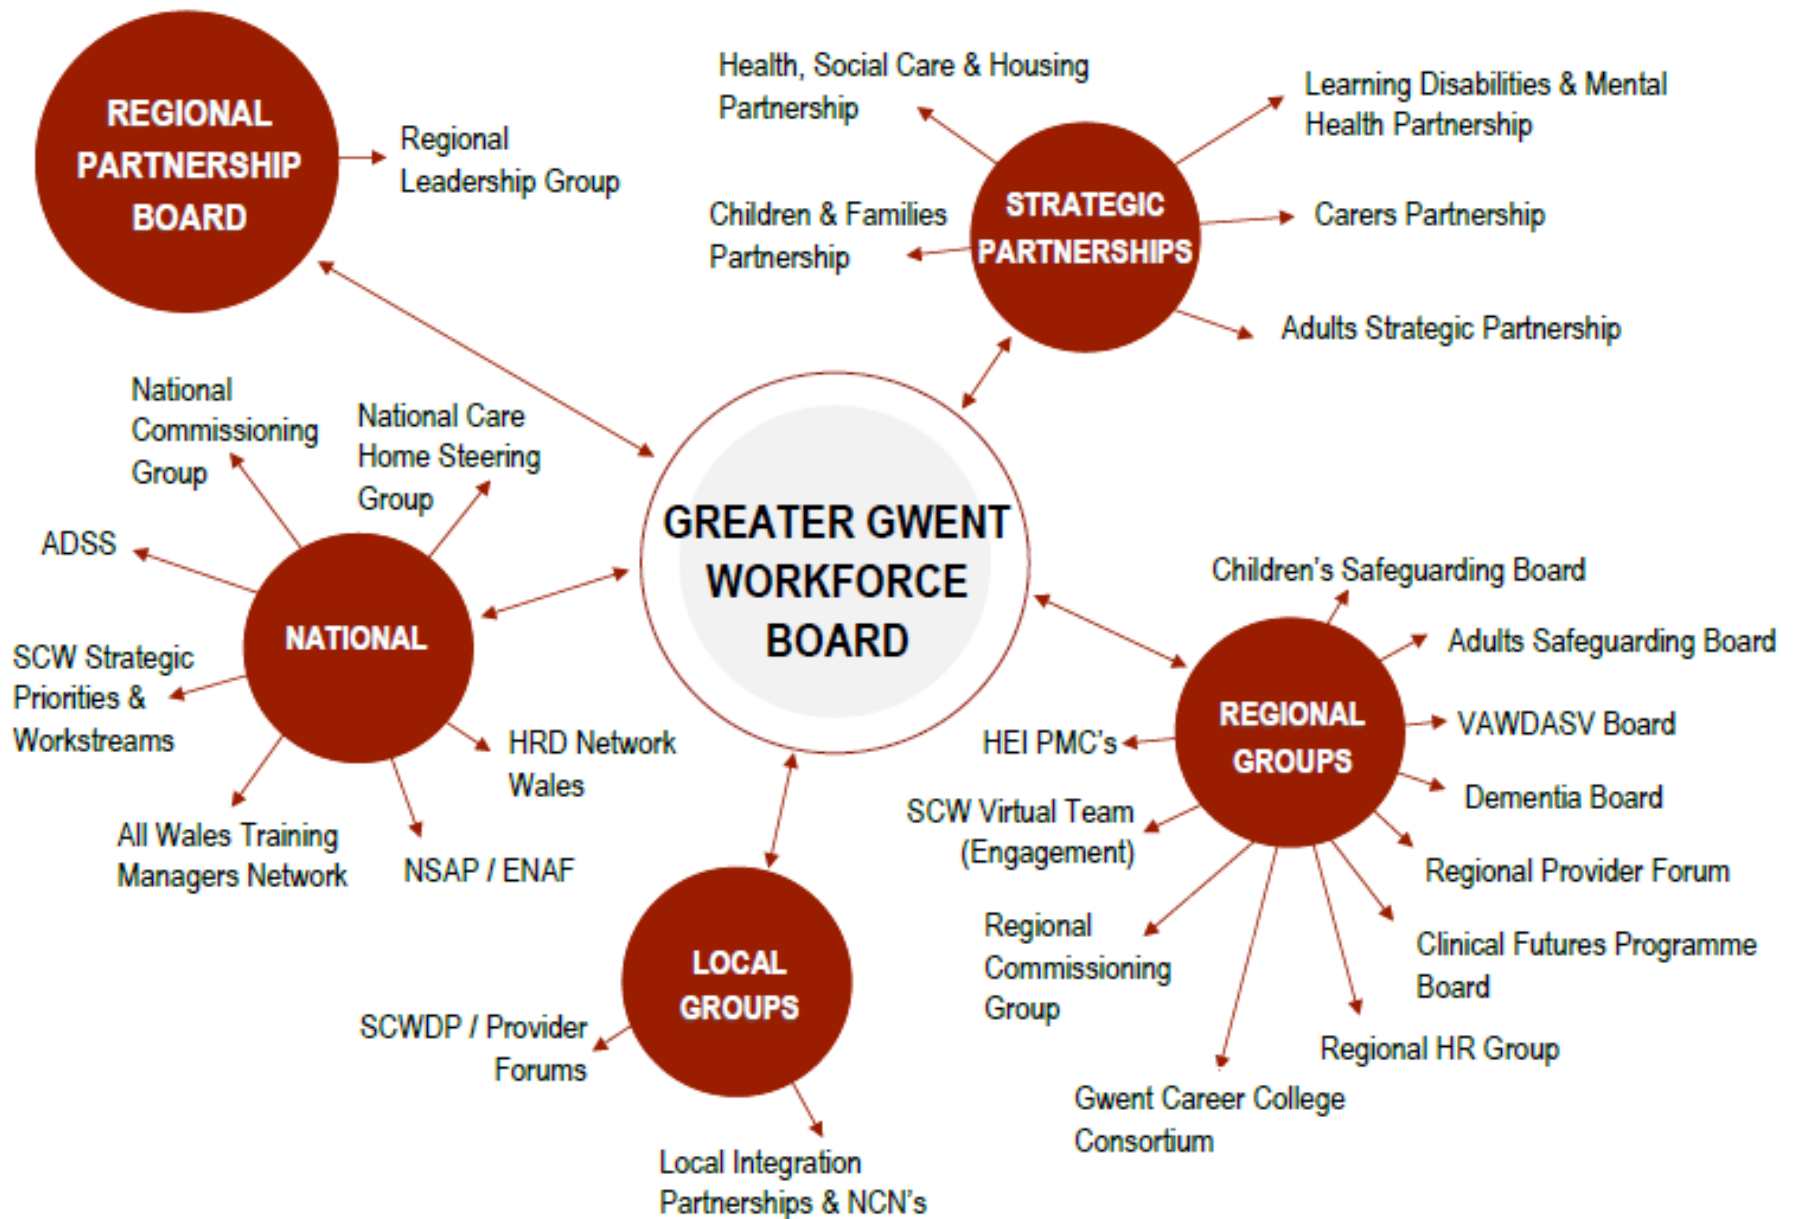 REGIONAL
PARTNERSHIP
BOARD
Regional
Leadership Group
Health, Social Care & Housing
Partnership
Learning Disabilities & Mental
Health Partnership
STRATEGIC
PARTNERSHIPS
Children & Families
Partnership
Carers Partnership
Adults Strategic Partnership
National
Commissioning
Group
National Care
Home Steering
Group
ADSS
NATIONAL
SCW Strategic
Priorities &
Workstreams
HRD Network
Wales
All Wales Training
Managers Network
NSAP / ENAF
GREATER GWENT
WORKFORCE
BOARD
Children’s Safeguarding Board
Adults Safeguarding Board
REGIONAL
GROUPS
VAWDASV Board
HEI PMC’s
Dementia Board
SCW Virtual Team
(Engagement)
Regional Provider Forum
Regional
Commissioning
Group
Clinical Futures Programme
Board
Regional HR Group
Gwent Career College
Consortium
LOCAL
GROUPS
SCWDP / Provider
Forums
Local Integration
Partnerships & NCN’s